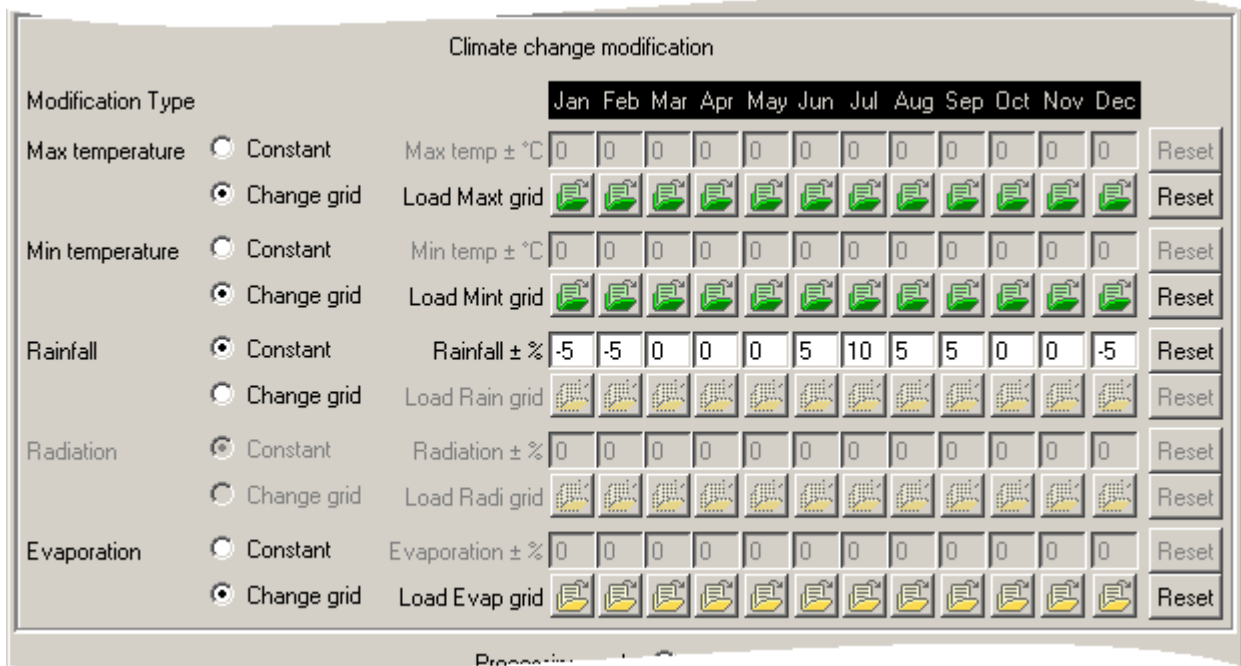 Climate change modification
Modification Type Jan Feb Mar Apr May Jun Jul Aug Sep Oct Nov Dec
Max temperature Constant Max temp ± °C 0 0 0 0 0 0 0 0 0 0 0 0 Reset
Change grid Load Maxt grid Reset
Min temperature Constant Min temp ± °C 0 0 0 0 0 0 0 0 0 0 0 0 Reset
Change grid Load Mint grid Reset
Rainfall Constant Rainfall ± % -5 -5 0 0 0 5 10 5 5 0 0 -5 Reset
Change grid Load Rain grid Reset
Radiation Constant Radiation ± % 0 0 0 0 0 0 0 0 0 0 0 0 Reset
Change grid Load Radi grid Reset
Evaporation Constant Evaporation ± % 0 0 0 0 0 0 0 0 0 0 0 0 Reset
Change grid Load Evap grid Reset